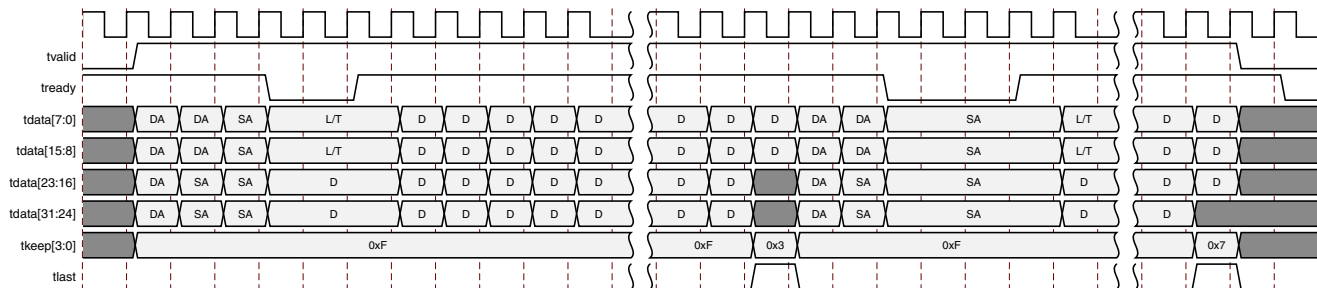 tvalid
tready
tdata[7:0] DA DA SA L/T D D D D D D D D DA DA SA L/T D D
tdata[15:8] DA DA SA L/T D D D D D D D D DA DA SA L/T D D
tdata[23:16] DA SA SA D D D D D D D D DA SA SA D D D
tdata[31:24] DA SA SA D D D D D D D D DA SA SA D D
tkeep[3:0] 0xF 0xF 0x3 0xF 0x7
tlast